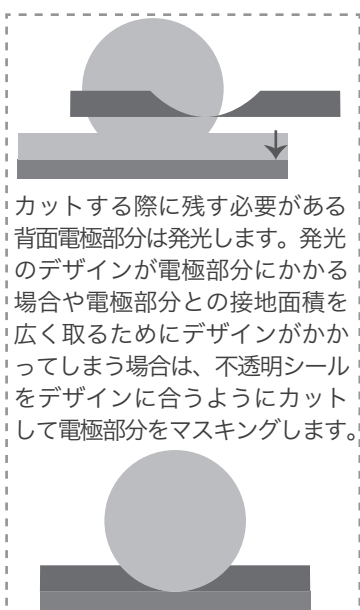 カットする際に残す必要がある
背面電極部分は発光します。発光
のデザインが電極部分にかかる
場合や電極部分との接地面積を
広く取るためにデザインがかか
ってしまう場合は、不透明シール
をデザインに合うようにカット
して電極部分をマスキングします。